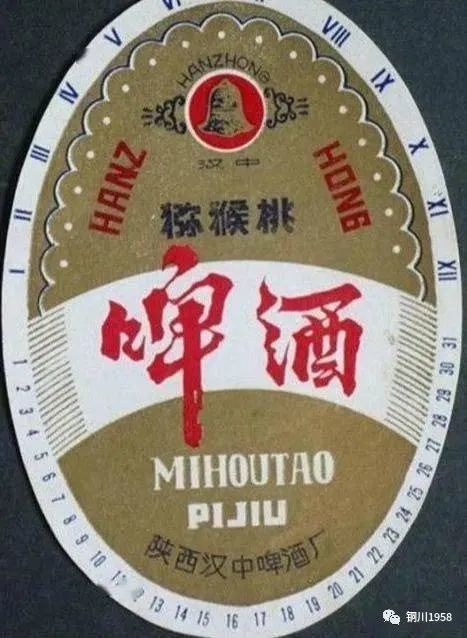 I II III IV V VI VII VIII IX X XI XII
HANZHONG
汉中
HANZ HONG
猕猴桃
啤酒
MIHOUTAO
PIJIU
陕西汉中啤酒厂
1 2 3 4 5 6 7 8 9 10 11 12 13 14 15 16 17 18 19 20 21 22 23 24 25 26 27 28 29 30 31
铜川1958